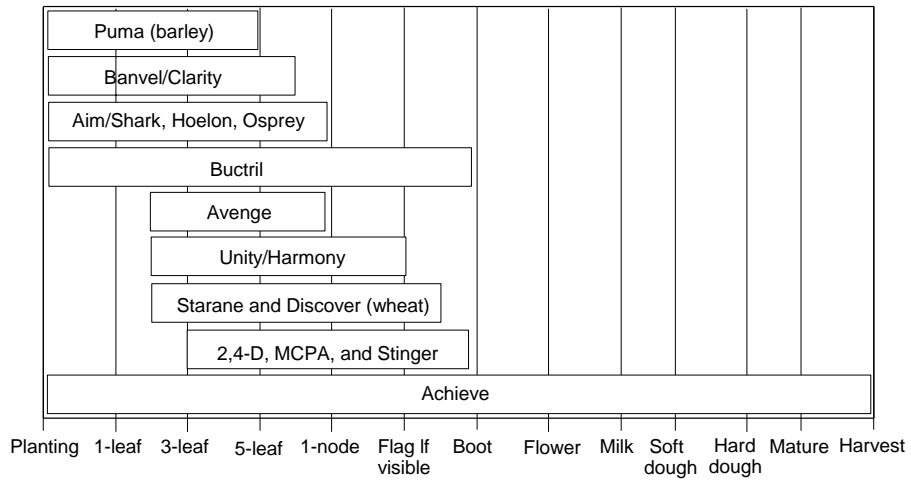 Puma (barley)
Banvel/Clarity
Aim/Shark, Hoelon, Osprey
Buctril
Avenge
Unity/Harmony
Starane and Discover (wheat)
2,4-D, MCPA, and Stinger
Achieve
Planting 1-leaf 3-leaf 5-leaf 1-node Flag lf Boot Flower Milk Soft Hard Mature Harvest
visible dough dough